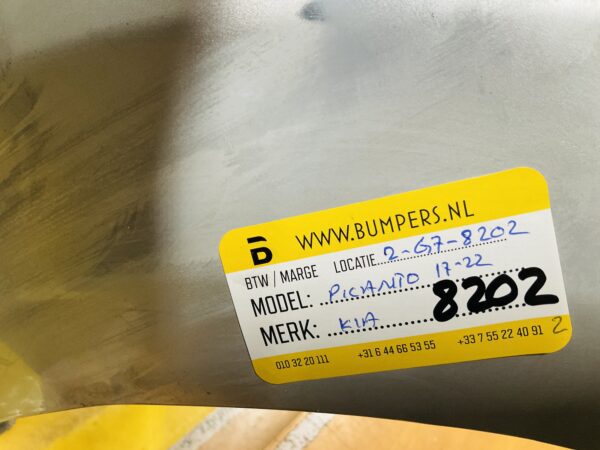 WWW.BUMPERS.NL
BTW / MARGE LOCATIE 2-G7-8202
MODEL: PICANTO 17-22
MERK: KIA 8202
010 32 20 111 +31 6 44 66 53 55 +33 7 55 22 40 91 2